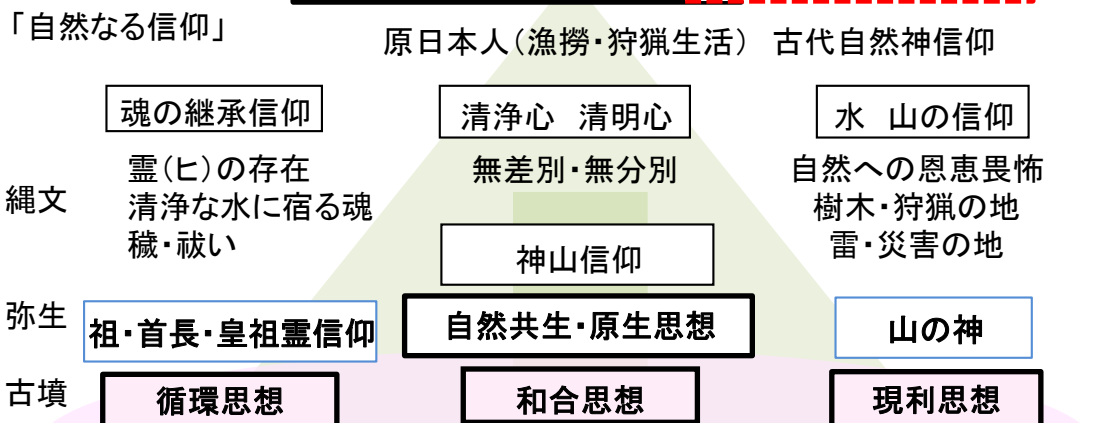 「自然なる信仰」
原日本人（漁撈・狩猟生活） 古代自然神信仰
魂の継承信仰
清浄心 清明心
水 山の信仰
縄文
霊（ヒ）の存在
清浄な水に宿る魂
穢・祓い
無差別・無分別
自然への恩恵畏怖
樹木・狩猟の地
雷・災害の地
神山信仰
弥生
祖・首長・皇祖霊信仰
自然共生・原生思想
山の神
古墳
循環思想
和合思想
現利思想